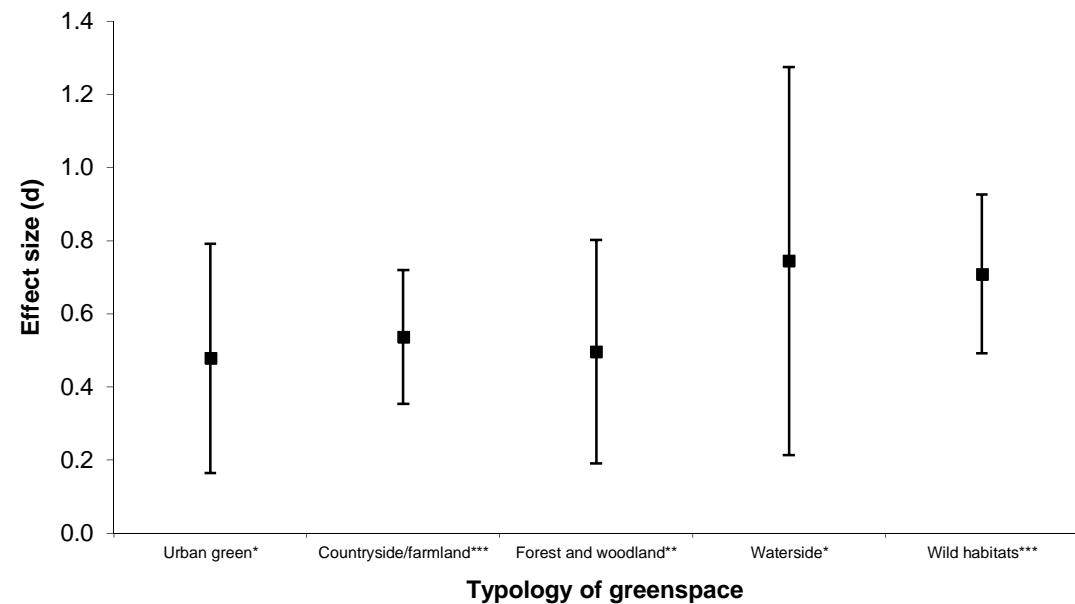 1.4
1.2
1.0
0.8
0.6
0.4
0.2
0.0
Effect size (d)
Urban green* Countryside/farmland*** Forest and woodland** Waterside* Wild habitats***
Typology of greenspace